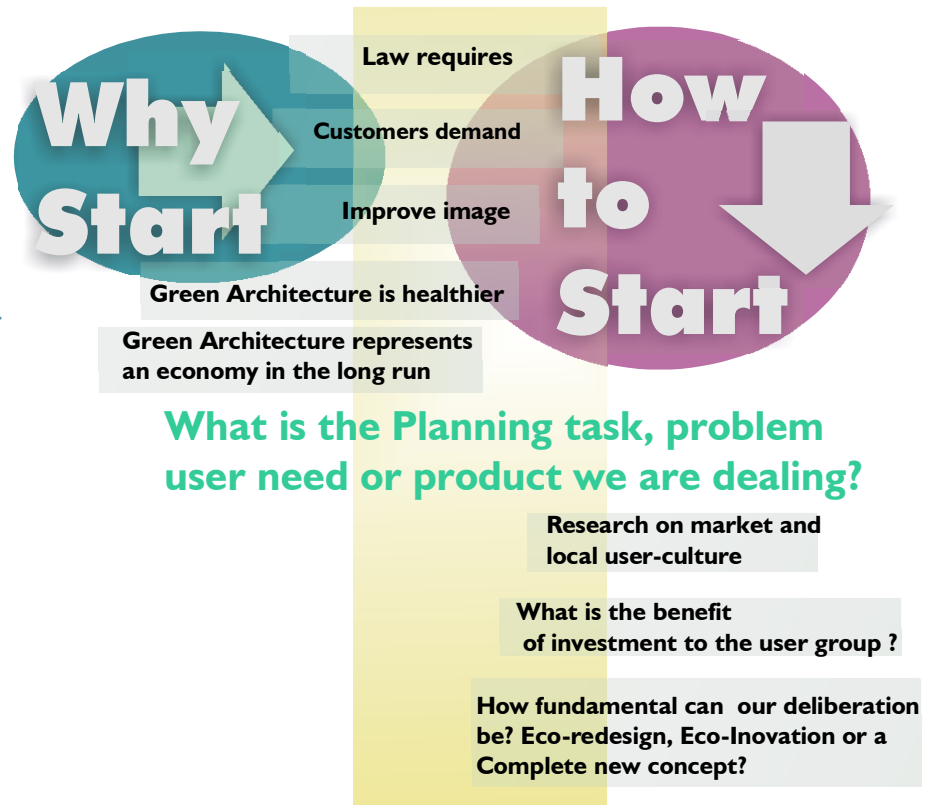 Why
Start
Law requires
Customers demand
Improve image
Green Architecture is healthier
Green Architecture represents
an economy in the long run
How
to
Start
What is the Planning task, problem
user need or product we are dealing?
Research on market and
local user-culture
What is the benefit
of investment to the user group ?
How fundamental can our deliberation
be? Eco-redesign, Eco-Inovation or a
Complete new concept?